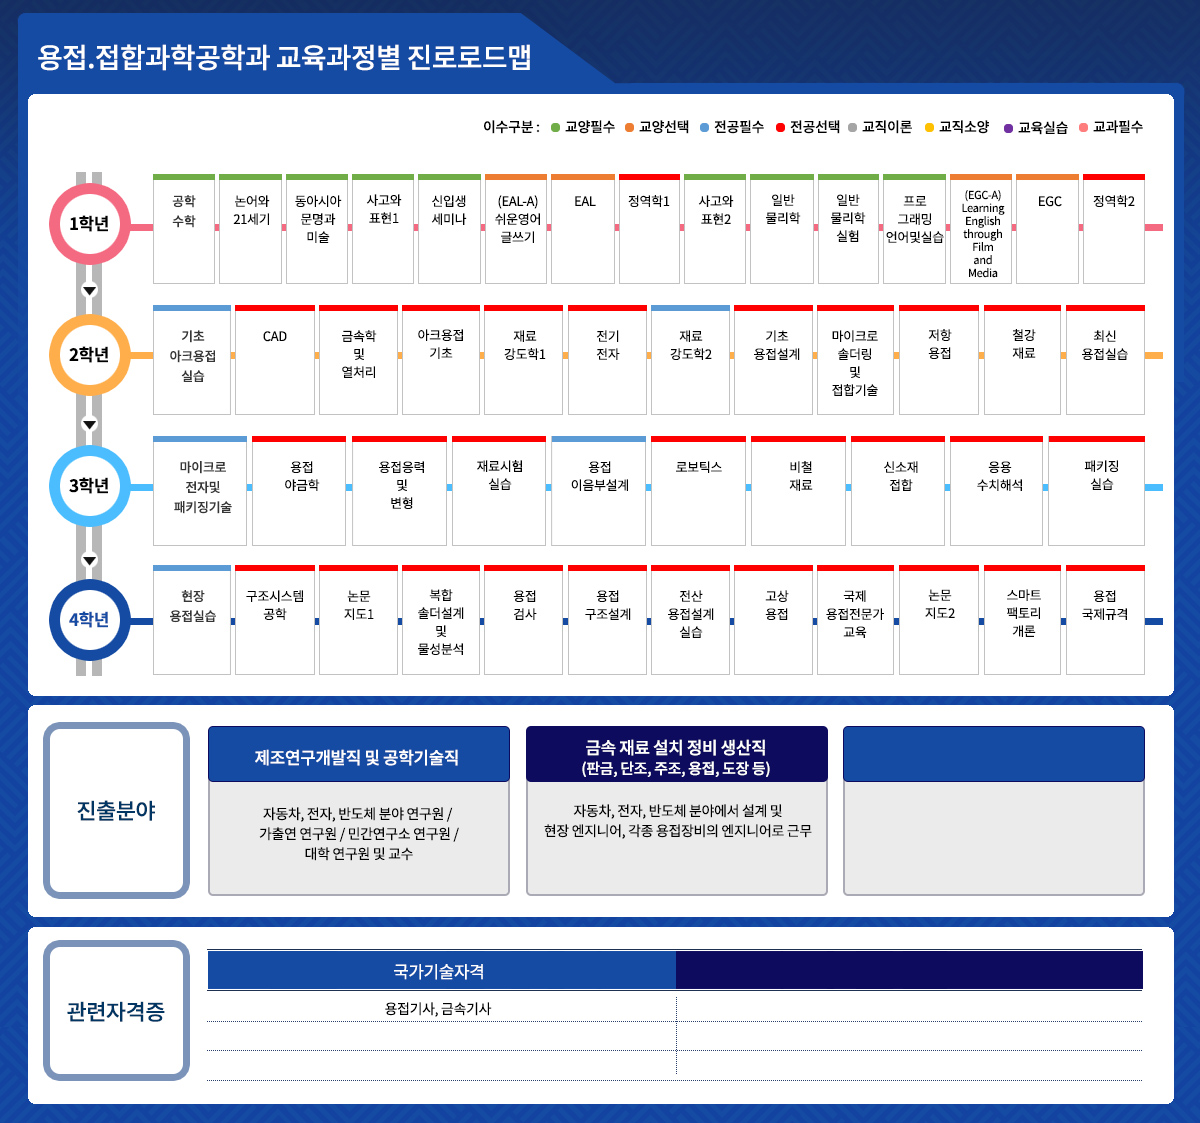 용접.접합과학공학과 교육과정별 진로로드맵
이수구분 : 교양필수 교양선택 전공필수 전공선택 교직이론 교직소양 교육실습 교과필수
1학년
공학
수학
논어와
21세기
동아시아
문명과
미술
사고와
표현1
신입생
세미나
(EAL-A)
쉬운영어
글쓰기
EAL
정역학1
사고와
표현2
일반
물리학
일반
물리학
실험
프로
그래밍
언어및실습
(EGC-A)
Learning
English
through
Film
and
Media
EGC
정역학2
2학년
기초
아크용접
실습
CAD
금속학
및
열처리
아크용접
기초
재료
강도학1
전기
전자
재료
강도학2
기초
용접설계
마이크로
솔더링
및
접합기술
저항
용접
철강
재료
최신
용접실습
3학년
마이크로
전자및
패키징기술
용접
야금학
용접응력
및
변형
재료시험
실습
용접
이음부설계
로보틱스
비철
재료
신소재
접합
응용
수치해석
패키징
실습
4학년
현장
용접실습
구조시스템
공학
논문
지도1
복합
솔더설계
및
물성분석
용접
검사
용접
구조설계
전산
용접설계
실습
고상
용접
국제
용접전문가
교육
논문
지도2
스마트
팩토리
개론
용접
국제규격
진출분야
제조연구개발직 및 공학기술직
자동차, 전자, 반도체 분야 연구원 /
가출연 연구원 / 민간연구소 연구원 /
대학 연구원 및 교수
금속 재료 설치 정비 생산직
(판금, 단조, 주조, 용접, 도장 등)
자동차, 전자, 반도체 분야에서 설계 및
현장 엔지니어, 각종 용접장비의 엔지니어로 근무
관련자격증
국가기술자격
용접기사, 금속기사